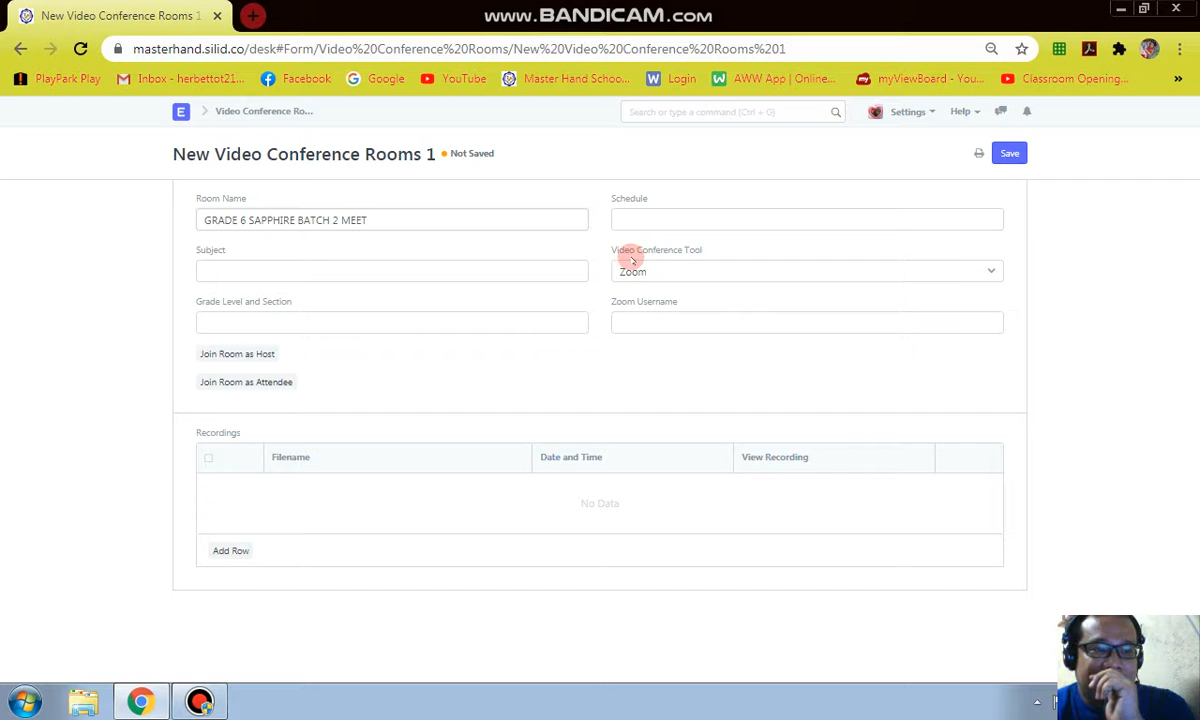 www.BANDICAM.com
New Video Conference Rooms 1
masterhand.silid.co/desk#Form/Video%20Conference%20Rooms/New%20Video%20Conference%20Rooms%201
PlayPark Play
Inbox - herbettot21...
Facebook
Google
YouTube
Master Hand Schoo...
Login
AWW App | Online...
myViewBoard - You...
Classroom Opening...
»
E
Video Conference Ro...
Search or type a command (Ctrl + G)
Settings
Help
New Video Conference Rooms 1
Not Saved
Save
Room Name
GRADE 6 SAPPHIRE BATCH 2 MEET
Schedule
Subject
Video Conference Tool
Zoom
Grade Level and Section
Zoom Username
Join Room as Host
Join Room as Attendee
Recordings
Filename
Date and Time
View Recording
No Data
Add Row